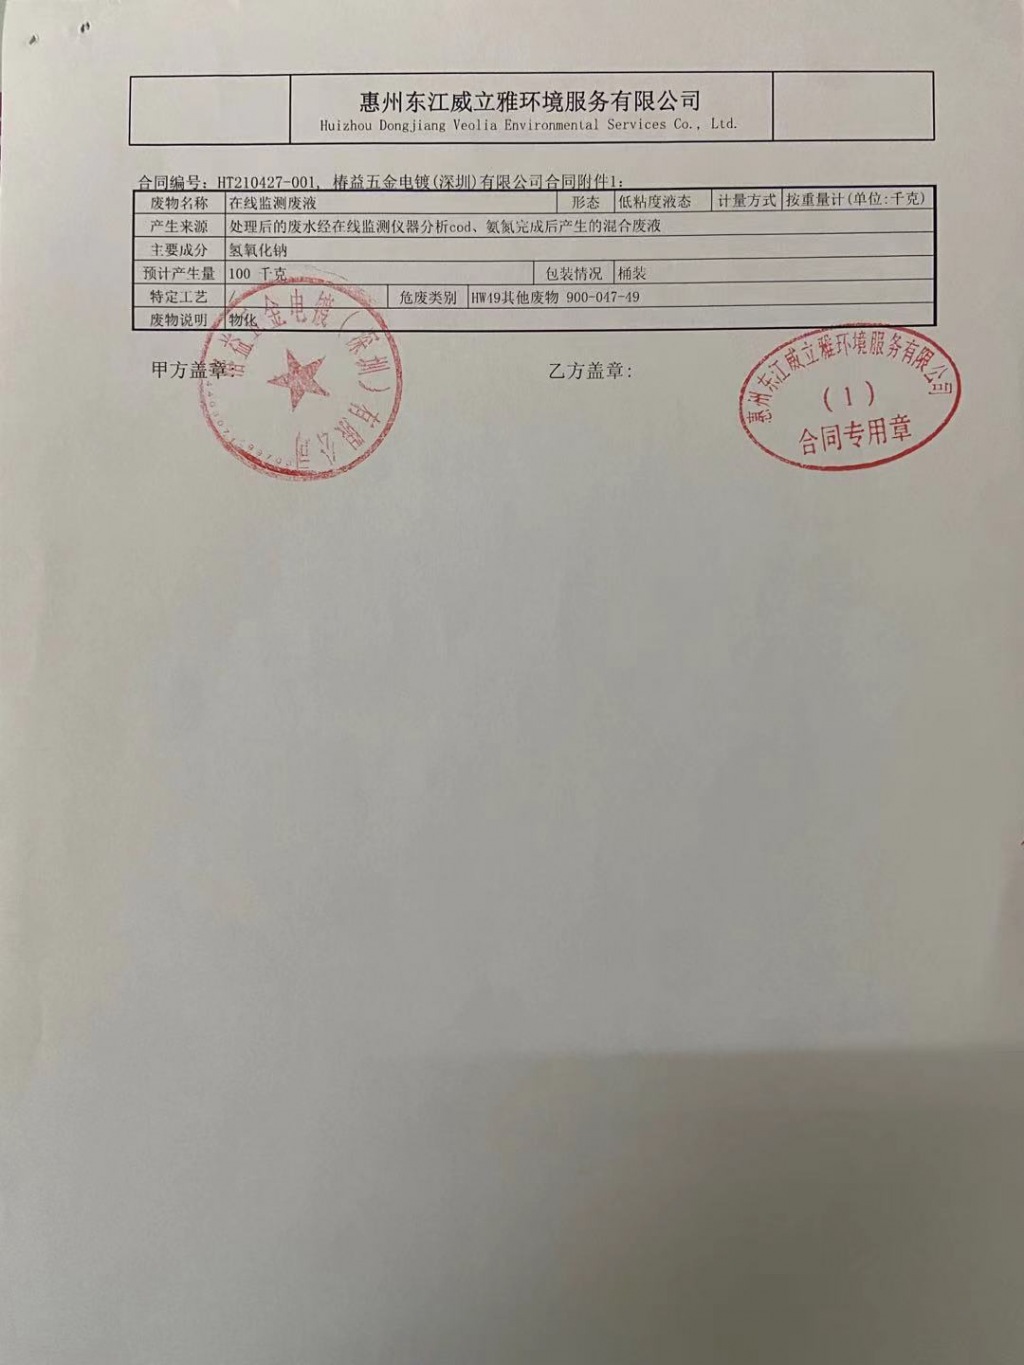 惠州东江威立雅环境服务有限公司
Huizhou Dongjiang Veolia Environmental Services Co., Ltd.
合同编号: HT210427-001, 椿益五金电镀(深圳)有限公司合同附件1:
废物名称 在线监测废液 形态 低粘度液态 计量方式 按重量计(单位:千克)
产生来源 处理后的废水经在线监测仪器分析cod、氨氮完成后产生的混合废液
主要成分 氢氧化钠
预计产生量 100 千克 包装情况 桶装
特定工艺 / 危废类别 HW49其他废物 900-047-49
废物说明 物化
甲方盖章: 乙方盖章:
益五金电镀(深圳)有限公司
惠州东江威立雅环境服务有限公司
(1)
合同专用章